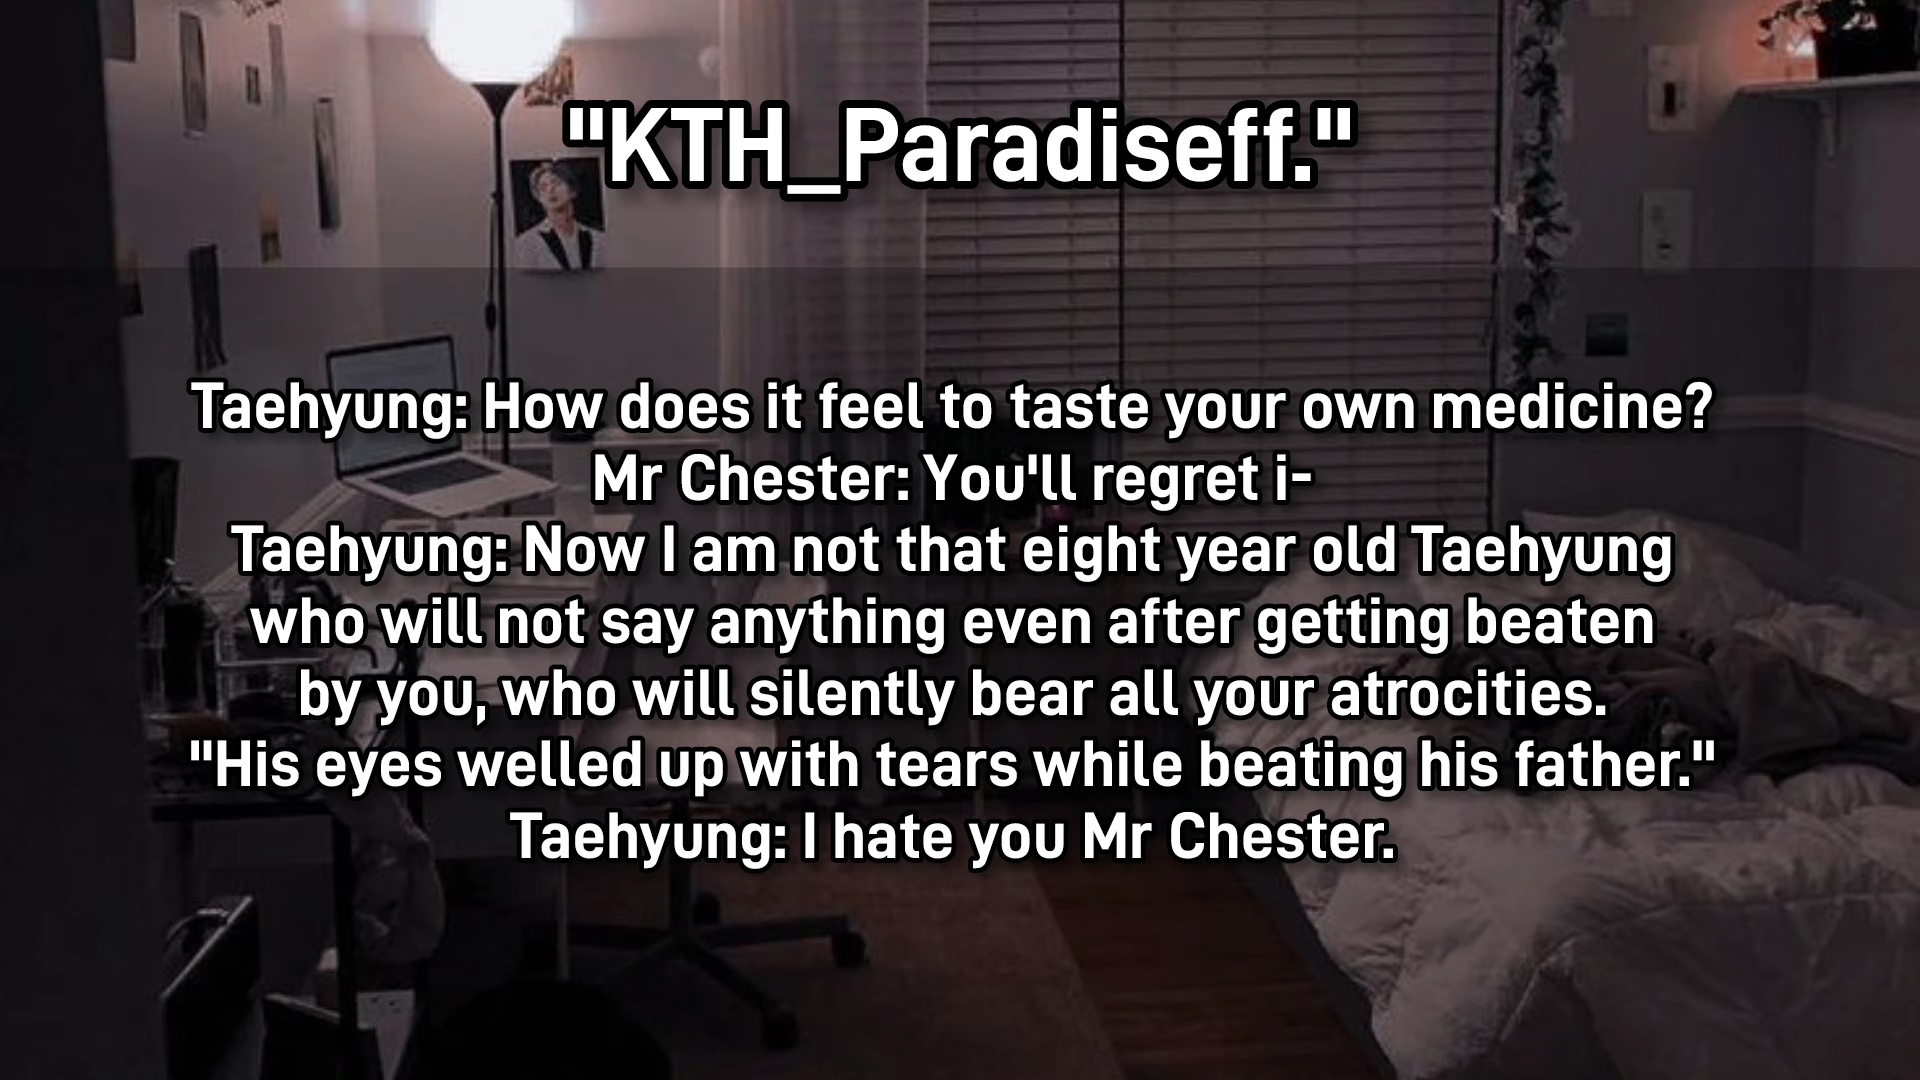 "KTH_Paradiseff."
Taehyung: How does it feel to taste your own medicine?
Mr Chester: You'll regret i-
Taehyung: Now I am not that eight year old Taehyung
who will not say anything even after getting beaten
by you, who will silently bear all your atrocities.
"His eyes welled up with tears while beating his father."
Taehyung: I hate you Mr Chester.